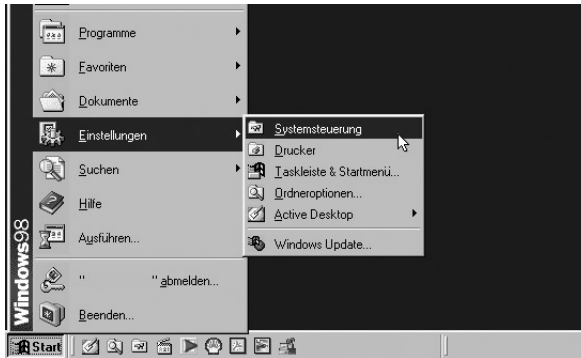 Programme
Favoriten
Dokumente
Einstellungen
Suchen
Hilfe
Ausführen...
" " abmelden...
Beenden...
Systemsteuerung
Drucker
Taskleiste & Startmenü...
Ordneroptionen...
Active Desktop
Windows Update...
Windows98
Start